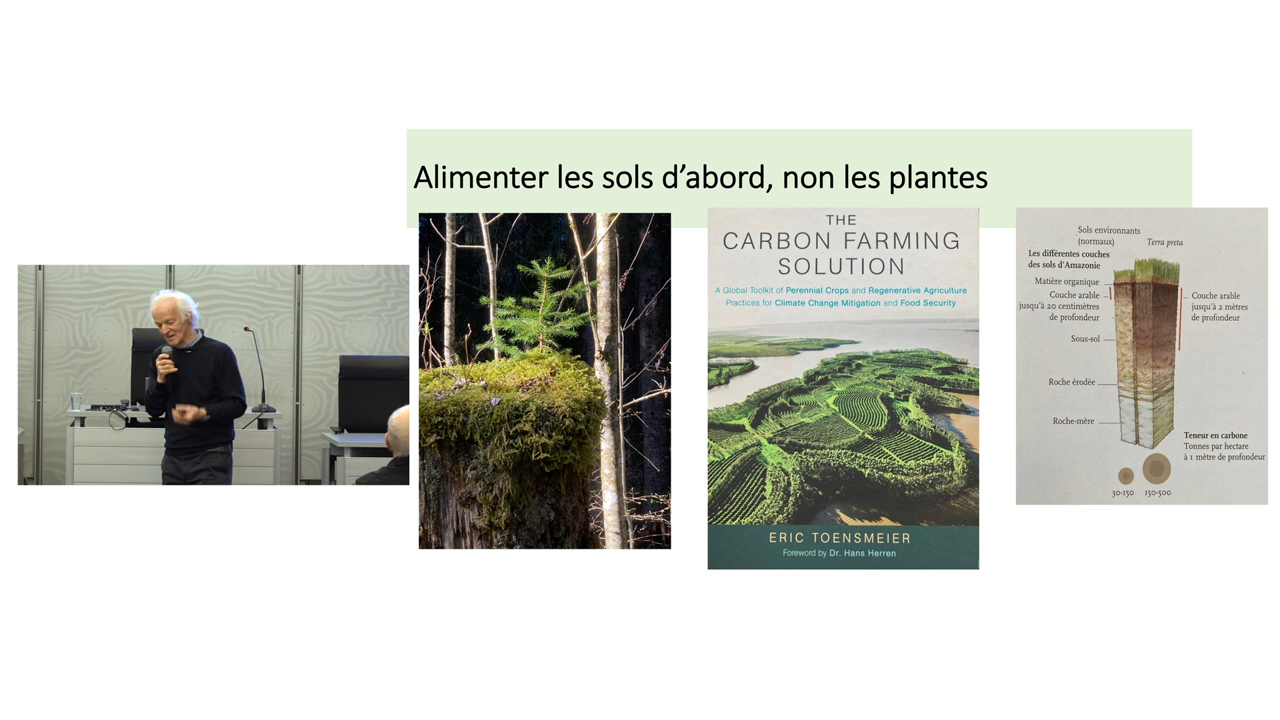 Alimenter les sols d'abord, non les plantes
THE
CARBON FARMING
SOLUTION
A Global Toolkit of Perennial Crops and Regenerative Agriculture
Practices for Climate Change Mitigation and Food Security
ERIC TOENSMEIER
Foreword by Dr. Hans Herren
Sols environnants
(normaux)
Terra preta
Les différentes couches
des sols d'Amazonie
Matière organique
Couche arable
jusqu'à 20 centimètres
de profondeur
Couche arable
jusqu'à 2 mètres
de profondeur
Sous-sol
Roche érodée
Roche-mère
Teneur en carbone
Tonnes par hectare
à 1 mètre de profondeur
30-150
150-500